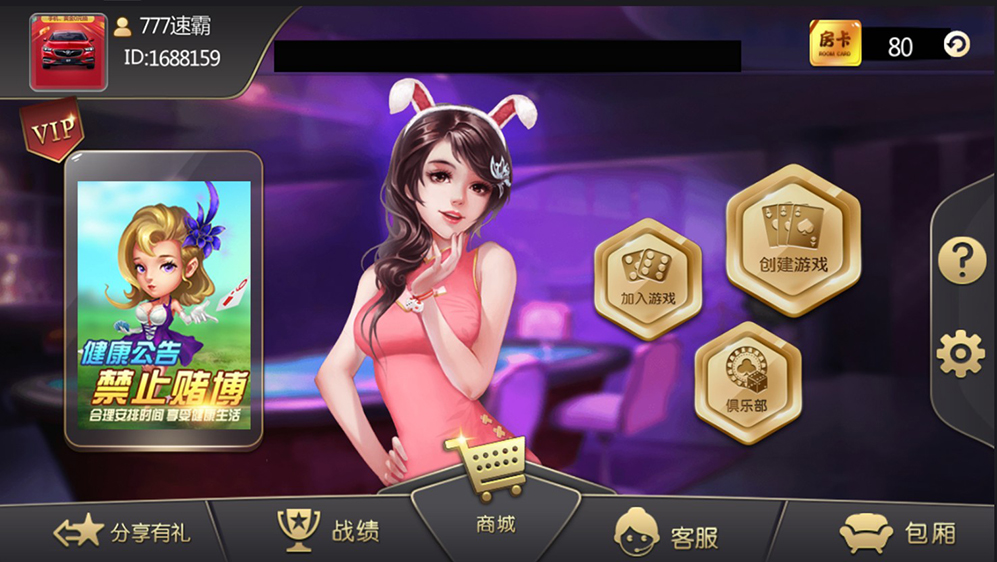 777速霸
ID:1688159
房卡
ROOM CARD
80
VIP
健康公告
禁止赌博
合理安排时间 享受健康生活
创建游戏
加入游戏
俱乐部
分享有礼
战绩
商城
客服
包厢